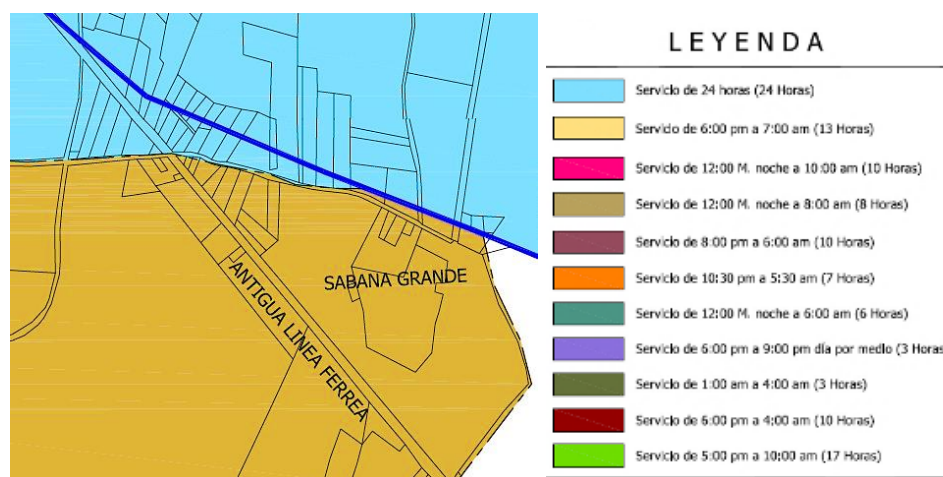 SABANA GRANDE
ANTIGUA LINEA FERREA
LEYENDA
Servicio de 24 horas (24 Horas)
Servicio de 6:00 pm a 7:00 am (13 Horas)
Servicio de 12:00 M. noche a 10:00 am (10 Horas)
Servicio de 12:00 M. noche a 8:00 am (8 Horas)
Servicio de 8:00 pm a 6:00 am (10 Horas)
Servicio de 10:30 pm a 5:30 am (7 Horas)
Servicio de 12:00 M. noche a 6:00 am (6 Horas)
Servicio de 6:00 pm a 9:00 pm día por medio (3 Horas
Servicio de 1:00 am a 4:00 am (3 Horas)
Servicio de 6:00 pm a 4:00 am (10 Horas)
Servicio de 5:00 pm a 10:00 am (17 Horas)